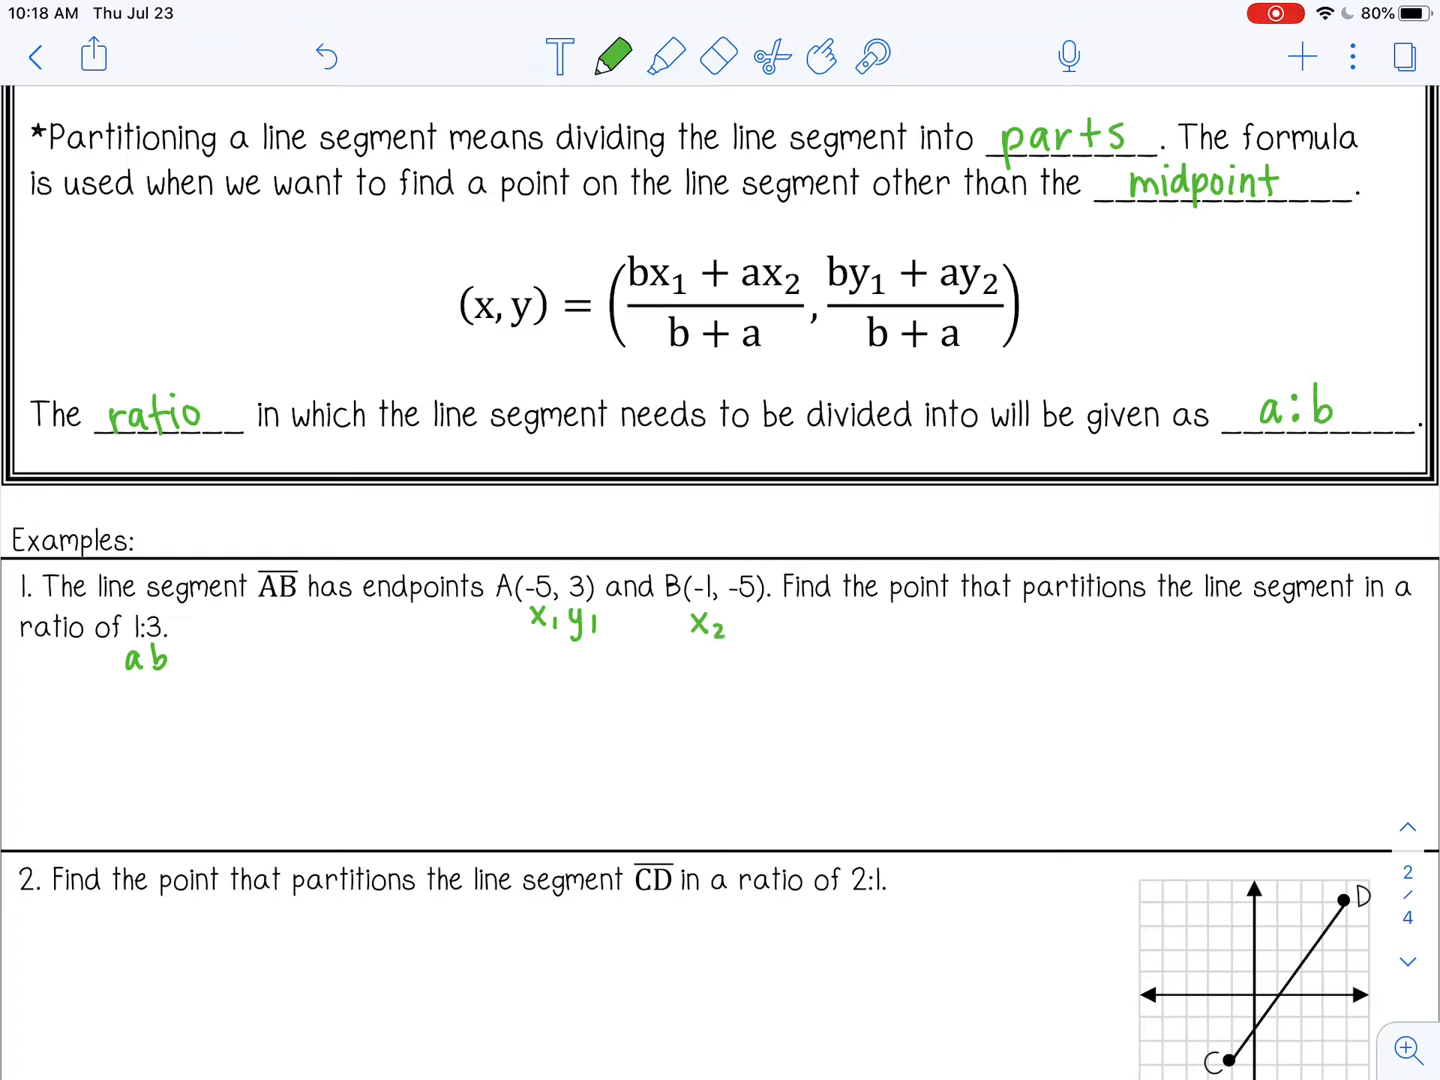 10:18 AM Thu Jul 23
80%
*Partitioning a line segment means dividing the line segment into parts. The formula
is used when we want to find a point on the line segment other than the midpoint.
(x, y) = (bx₁ + ax₂ / b + a, by₁ + ay₂ / b + a)
The ratio in which the line segment needs to be divided into will be given as a:b.
Examples:
1. The line segment A̅B̅ has endpoints A(-5, 3) and B(-1, -5). Find the point that partitions the line segment in a
x₁ y₁ x₂
ratio of 1:3.
a b
2. Find the point that partitions the line segment C̅D̅ in a ratio of 2:1.
D
C
2
/
4